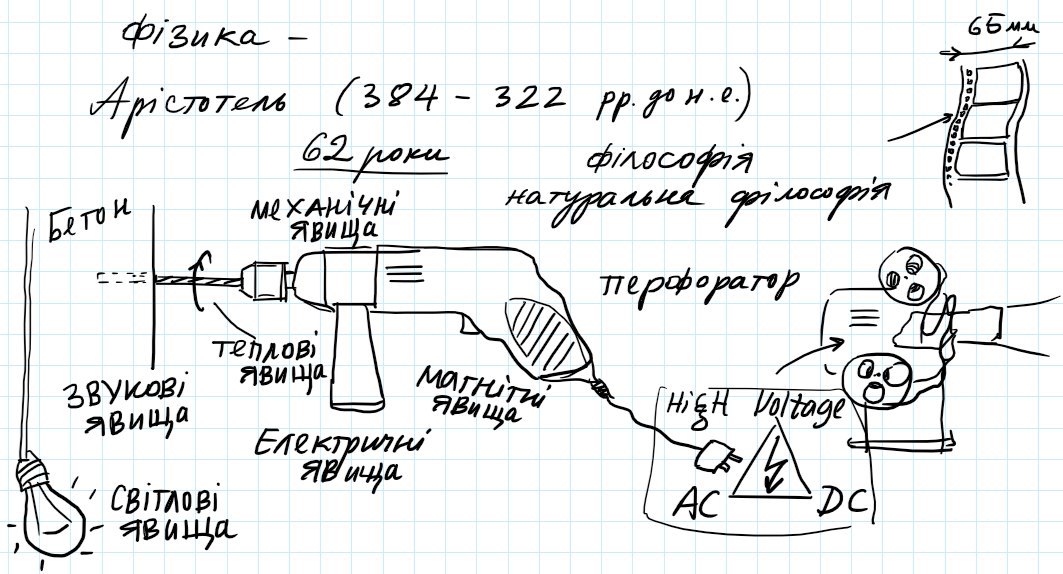 Фізика –
65мм
Арістотель (384 – 322 рр. до н.е.)
62 роки
філософія
натуральна філософія
Бетон
механічні
явища
перфоратор
теплові
явища
звукові
явища
магнітні
явища
High Voltage
Електричні
явища
AC DC
світлові
явища